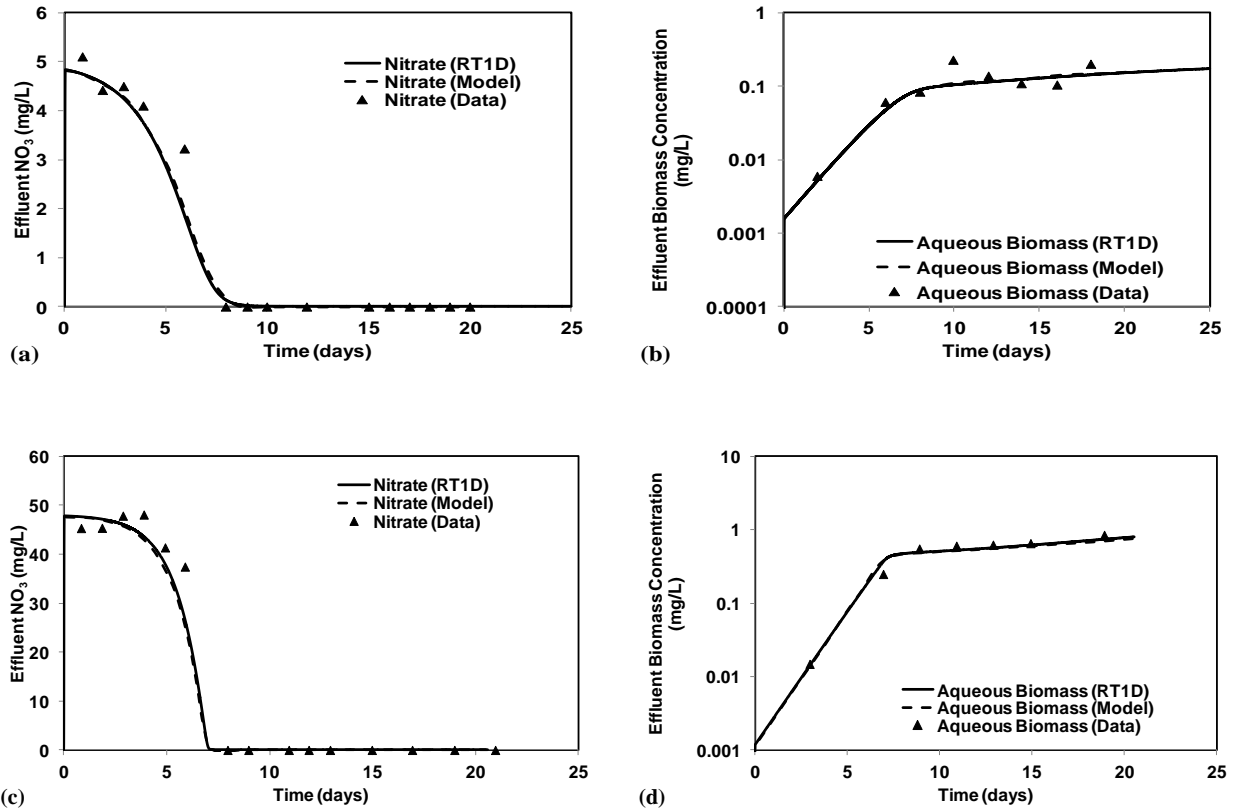 6
5
4
3
2
1
0
Effluent NO3 (mg/L)
Nitrate (RT1D)
Nitrate (Model)
Nitrate (Data)
0 5 10 15 20 25
Time (days)
(a)
1
0.1
0.01
0.001
0.0001
Effluent Biomass Concentration
(mg/L)
Aqueous Biomass (RT1D)
Aqueous Biomass (Model)
Aqueous Biomass (Data)
0 5 10 15 20 25
Time (days)
(b)
60
50
40
30
20
10
0
Effluent NO3 (mg/L)
Nitrate (RT1D)
Nitrate (Model)
Nitrate (Data)
0 5 10 15 20 25
Time (days)
(c)
10
1
0.1
0.01
0.001
Effluent Biomass Concentration
(mg/L)
Aqueous Biomass (RT1D)
Aqueous Biomass (Model)
Aqueous Biomass (Data)
0 5 10 15 20 25
Time (days)
(d)